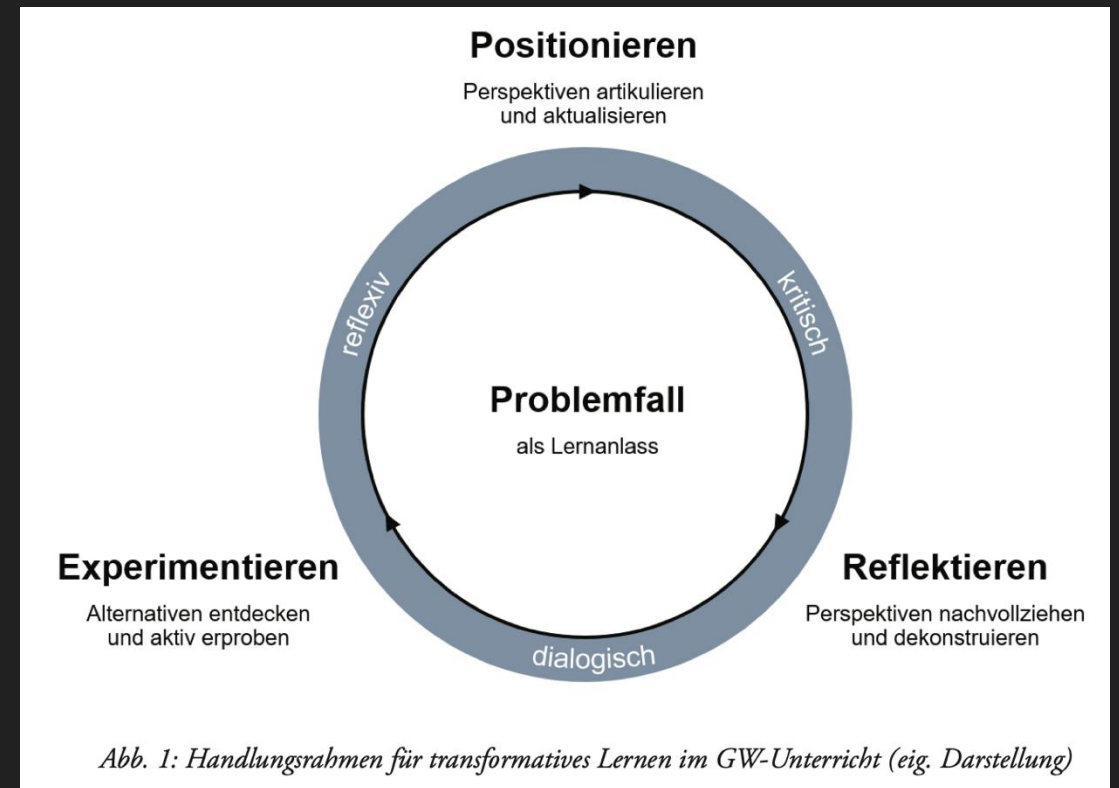 Positionieren
Perspektiven artikulieren
und aktualisieren
reflexiv
kritisch
Problemfall
als Lernanlass
Experimentieren
Alternativen entdecken
und aktiv erproben
Reflektieren
Perspektiven nachvollziehen
und dekonstruieren
dialogisch
Abb. 1: Handlungsrahmen für transformatives Lernen im GW-Unterricht (eig. Darstellung)